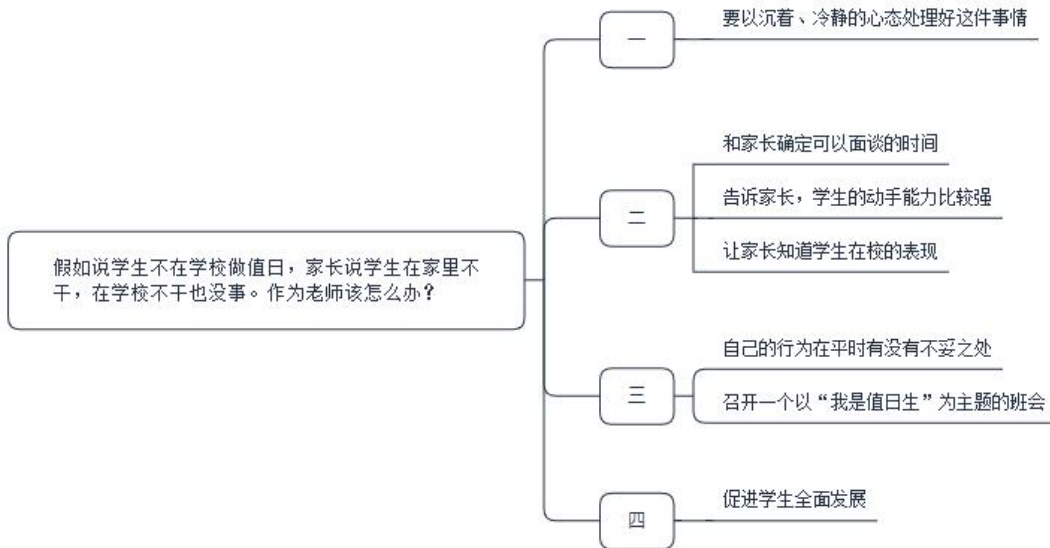 假如说学生不在学校做值日，家长说学生在家里不
干，在学校不干也没事。作为老师该怎么办？
一
要以沉着、冷静的心态处理好这件事情
二
和家长确定可以面谈的时间
告诉家长，学生的动手能力比较强
让家长知道学生在校的表现
三
自己的行为在平时有没有不妥之处
召开一个以“我是值日生”为主题的班会
四
促进学生全面发展